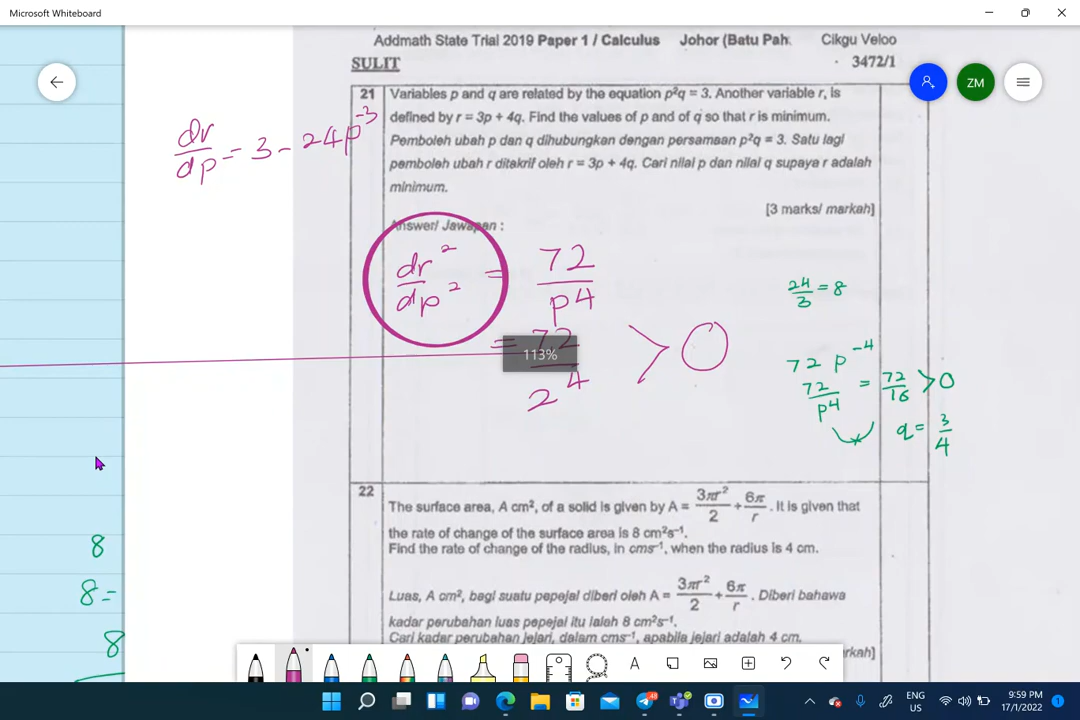 Microsoft Whiteboard
Addmath State Trial 2019 Paper 1 / Calculus Johor (Batu Pah. Cikgu Veloo
SULIT 3472/1
ZM
21 Variables p and q are related by the equation p²q = 3. Another variable r, is
defined by r = 3p + 4q. Find the values of p and of q so that r is minimum.
Pemboleh ubah p dan q dihubungkan dengan persamaan p²q = 3. Satu lagi
pemboleh ubah r ditakrif oleh r = 3p + 4q. Cari nilai p dan nilai q supaya r adalah
minimum.
[3 marks/ markah]
Answer/ Jawapan :
dr/dp = 3 - 24p⁻³
dr²/dp² = 72/p⁴
= 72/2⁴ > 0
113%
24/3 = 8
72 p⁻⁴
72/p⁴ = 72/16 > 0
q = 3/4
8
8 =
8
22 The surface area, A cm², of a solid is given by A = 3πr²/2 + 6π/r . It is given that
the rate of change of the surface area is 8 cm²s⁻¹.
Find the rate of change of the radius, in cms⁻¹, when the radius is 4 cm.
Luas, A cm², bagi suatu pepejal diberi oleh A = 3πr²/2 + 6π/r . Diberi bahawa
kadar perubahan luas pepejal itu ialah 8 cm²s⁻¹.
Cari kadar perubahan jejari, dalam cms⁻¹, apabila jejari adalah 4 cm.
arkah]
A
48
ENG
US
9:59 PM
17/1/2022